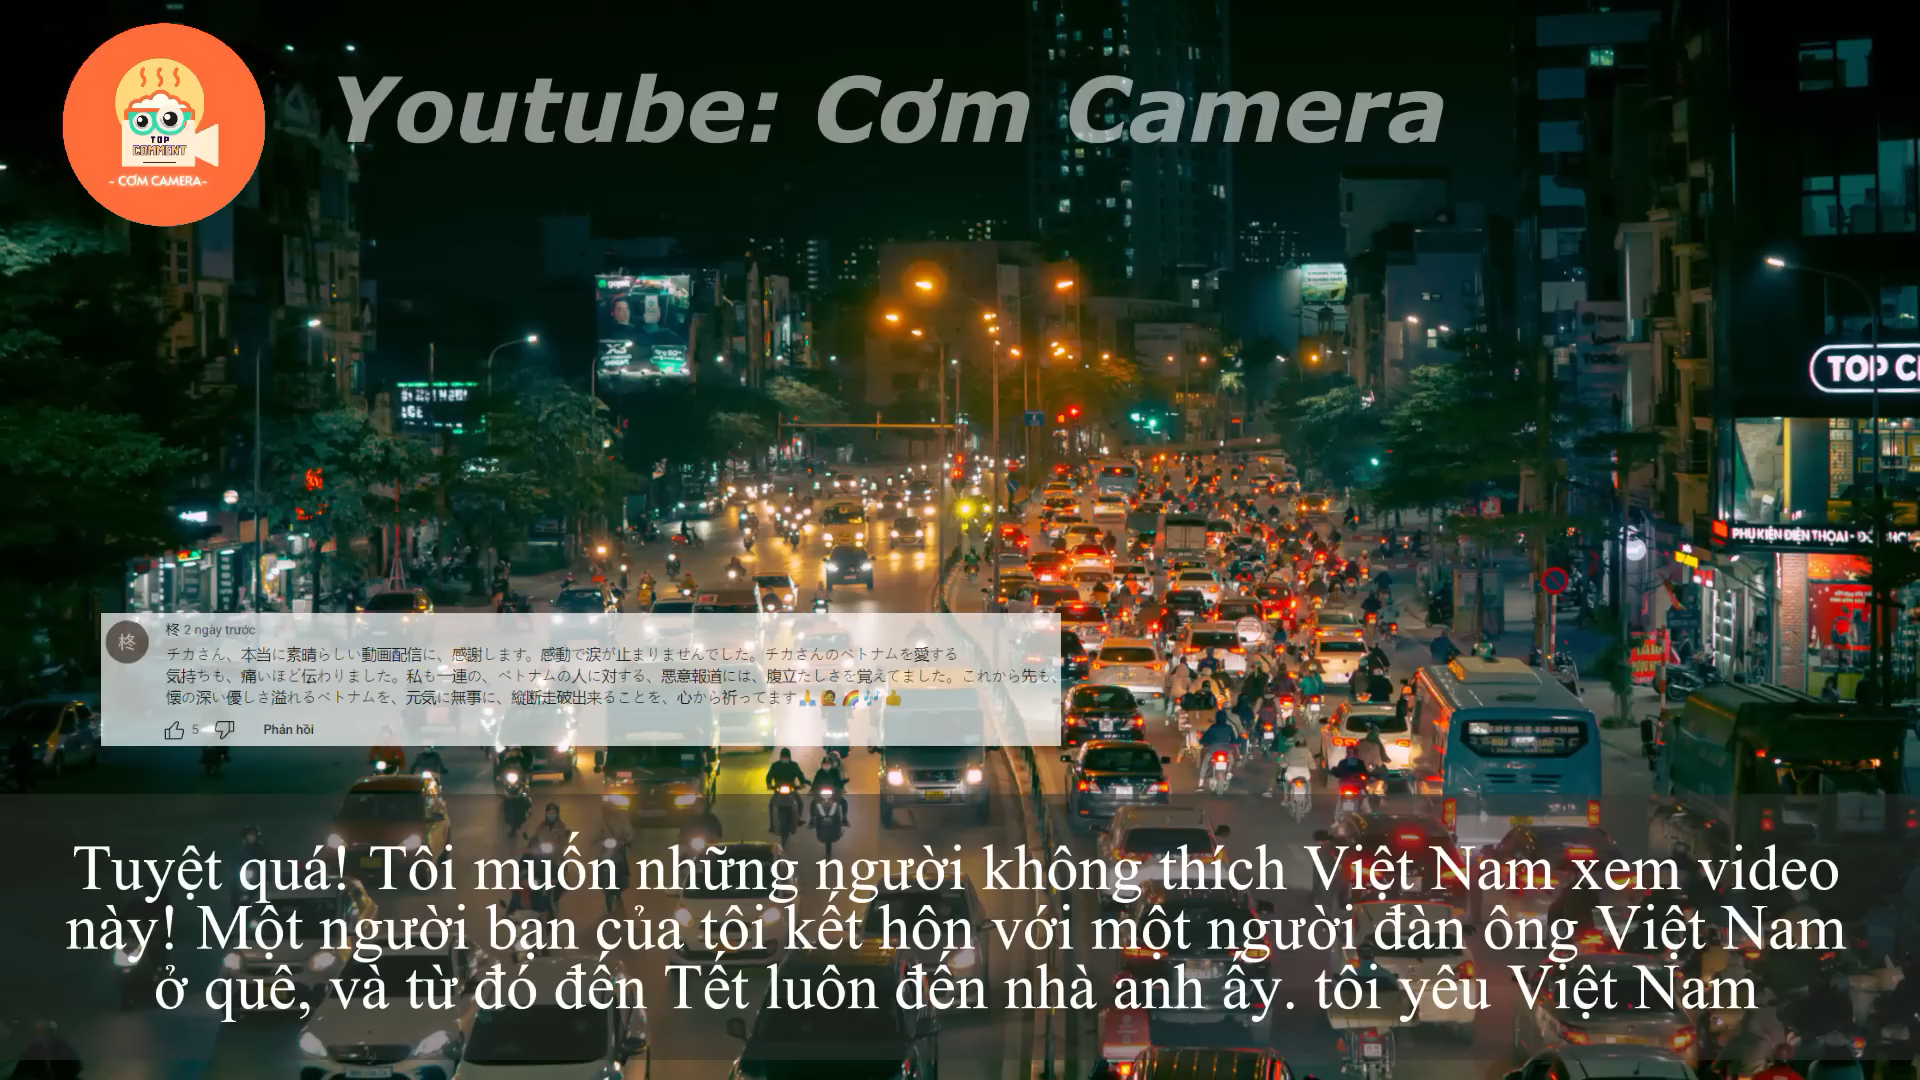 Youtube: Cơm Camera
TOP
COMMENT
- CƠM CAMERA-
TOP C
PHỤ KIỆN ĐIỆN THOẠI
柊 2 ngày trước
柊
チカさん、本当に素晴らしい動画配信に、感謝します。感動で涙が止まりませんでした。チカさんのベトナムを愛する
気持ちも、痛いほど伝わりました。私も一連の、ベトナムの人に対する、悪意報道には、腹立たしさを覚えてました。これから先も、
懐の深い優しさ溢れるベトナムを、元気に無事に、縦断走破出来ることを、心から祈ってます🙏🙋🌈🎶👍
5 Phản hồi
Tuyệt quá! Tôi muốn những người không thích Việt Nam xem video
này! Một người bạn của tôi kết hôn với một người đàn ông Việt Nam
ở quê, và từ đó đến Tết luôn đến nhà anh ấy. tôi yêu Việt Nam